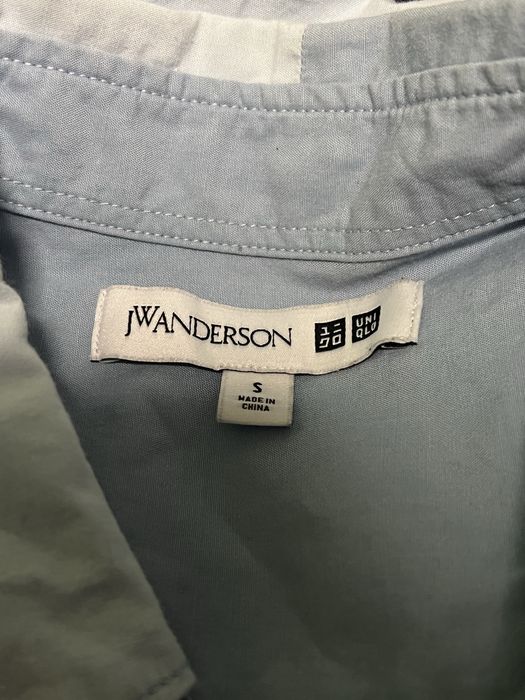 JWANDERSON
ユニ UNI
クロ QLO
S
MADE IN
CHINA